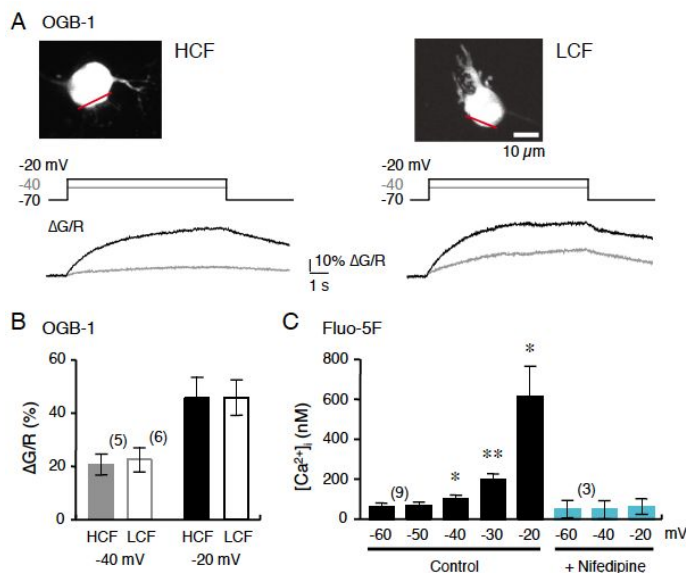 A OGB-1
HCF
LCF
10 µm
-20 mV
-40
-70
-20 mV
-40
-70
ΔG/R
10% ΔG/R
1 s
B OGB-1
ΔG/R (%)
60
40
20
0
(5)
(6)
HCF LCF HCF LCF
-40 mV -20 mV
C Fluo-5F
[Ca²⁺]ᵢ (nM)
800
600
400
200
0
(9)
*
**
*
(3)
-60 -50 -40 -30 -20 -60 -40 -20 mV
Control + Nifedipine